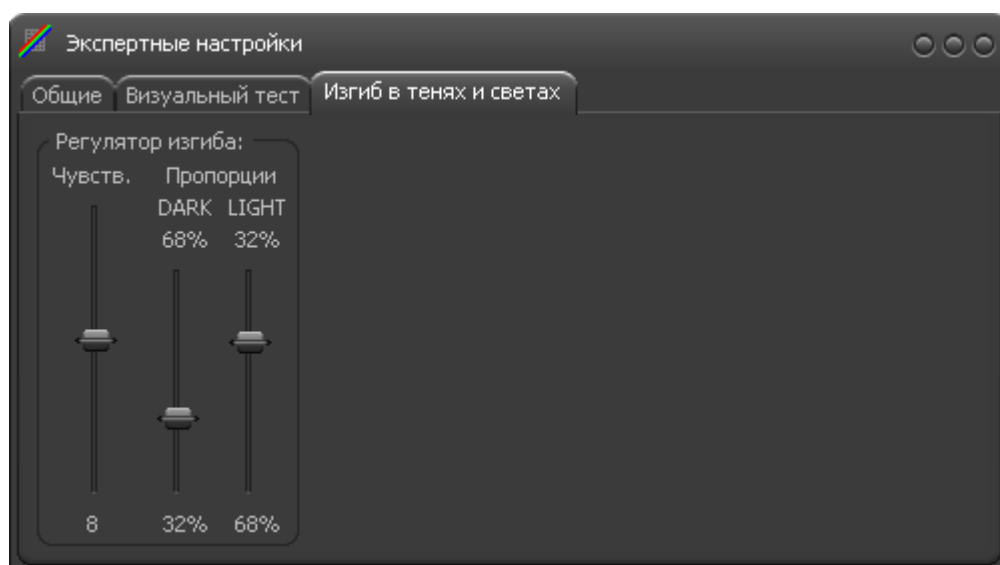 Экспертные настройки
Общие Визуальный тест Изгиб в тенях и светах
Регулятор изгиба:
Чувств. Пропорции
DARK LIGHT
68% 32%
8 32% 68%